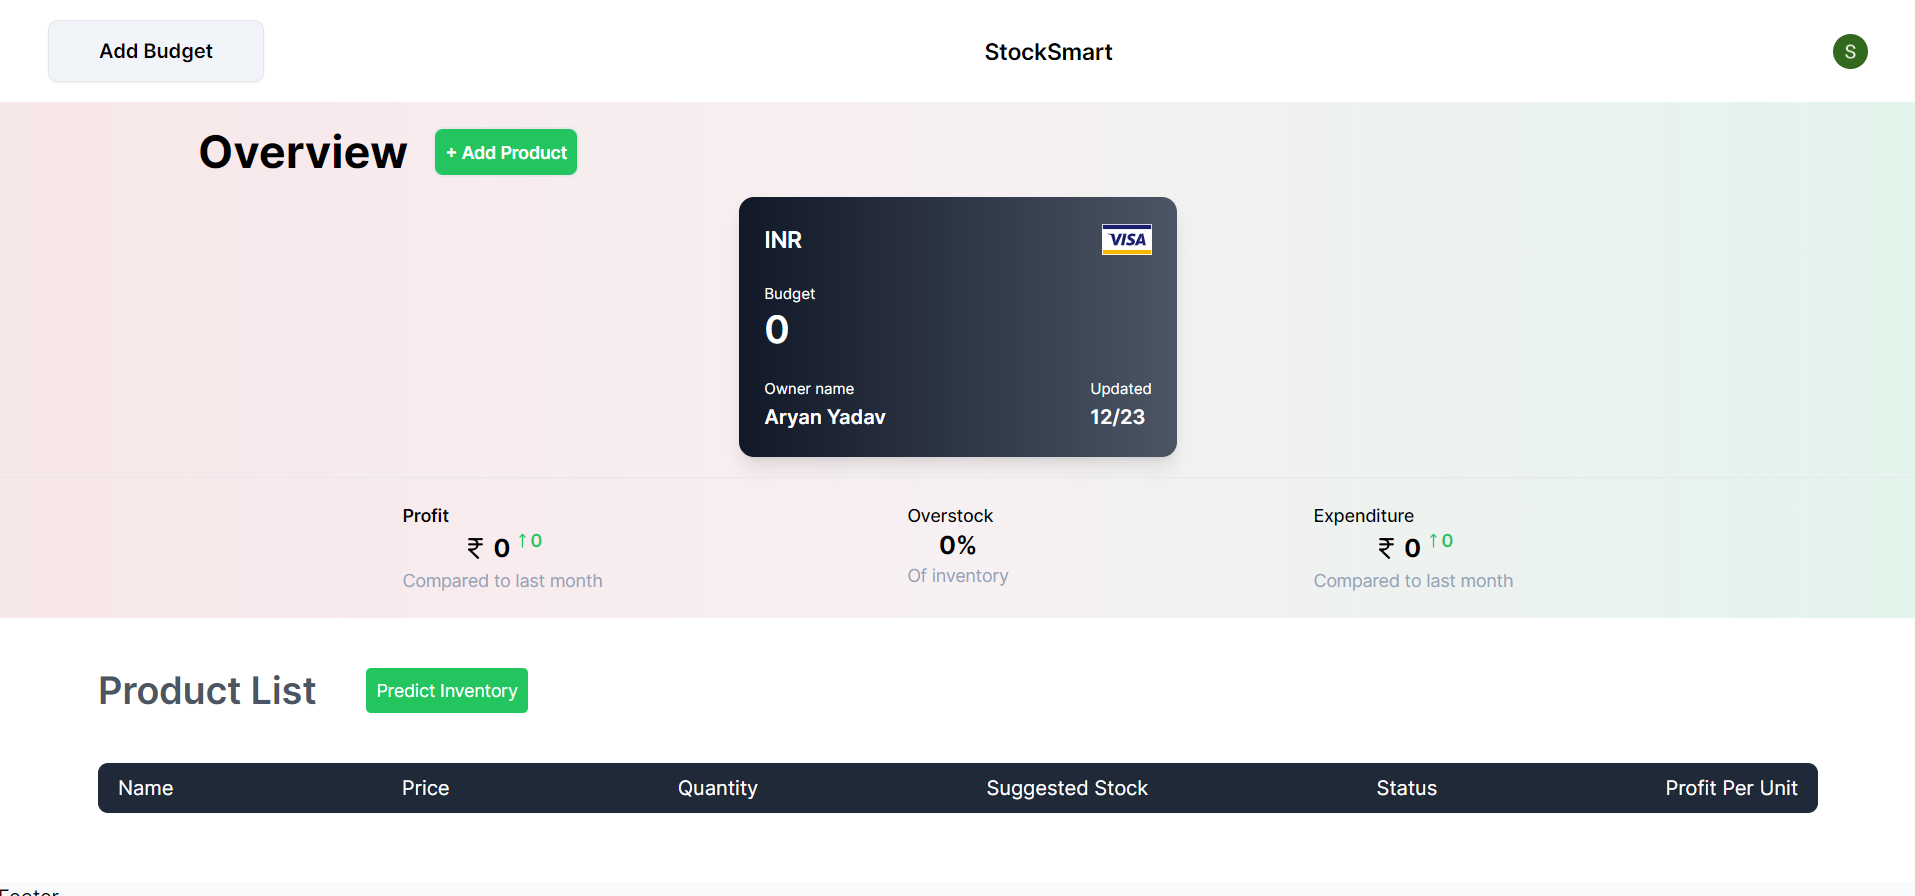 Add Budget
StockSmart
S
Overview
+ Add Product
INR
VISA
Budget
0
Owner name
Updated
Aryan Yadav
12/23
Profit
Overstock
Expenditure
₹ 0 ↑0
0%
₹ 0 ↑0
Compared to last month
Of inventory
Compared to last month
Product List
Predict Inventory
Name Price Quantity Suggested Stock Status Profit Per Unit
Footer